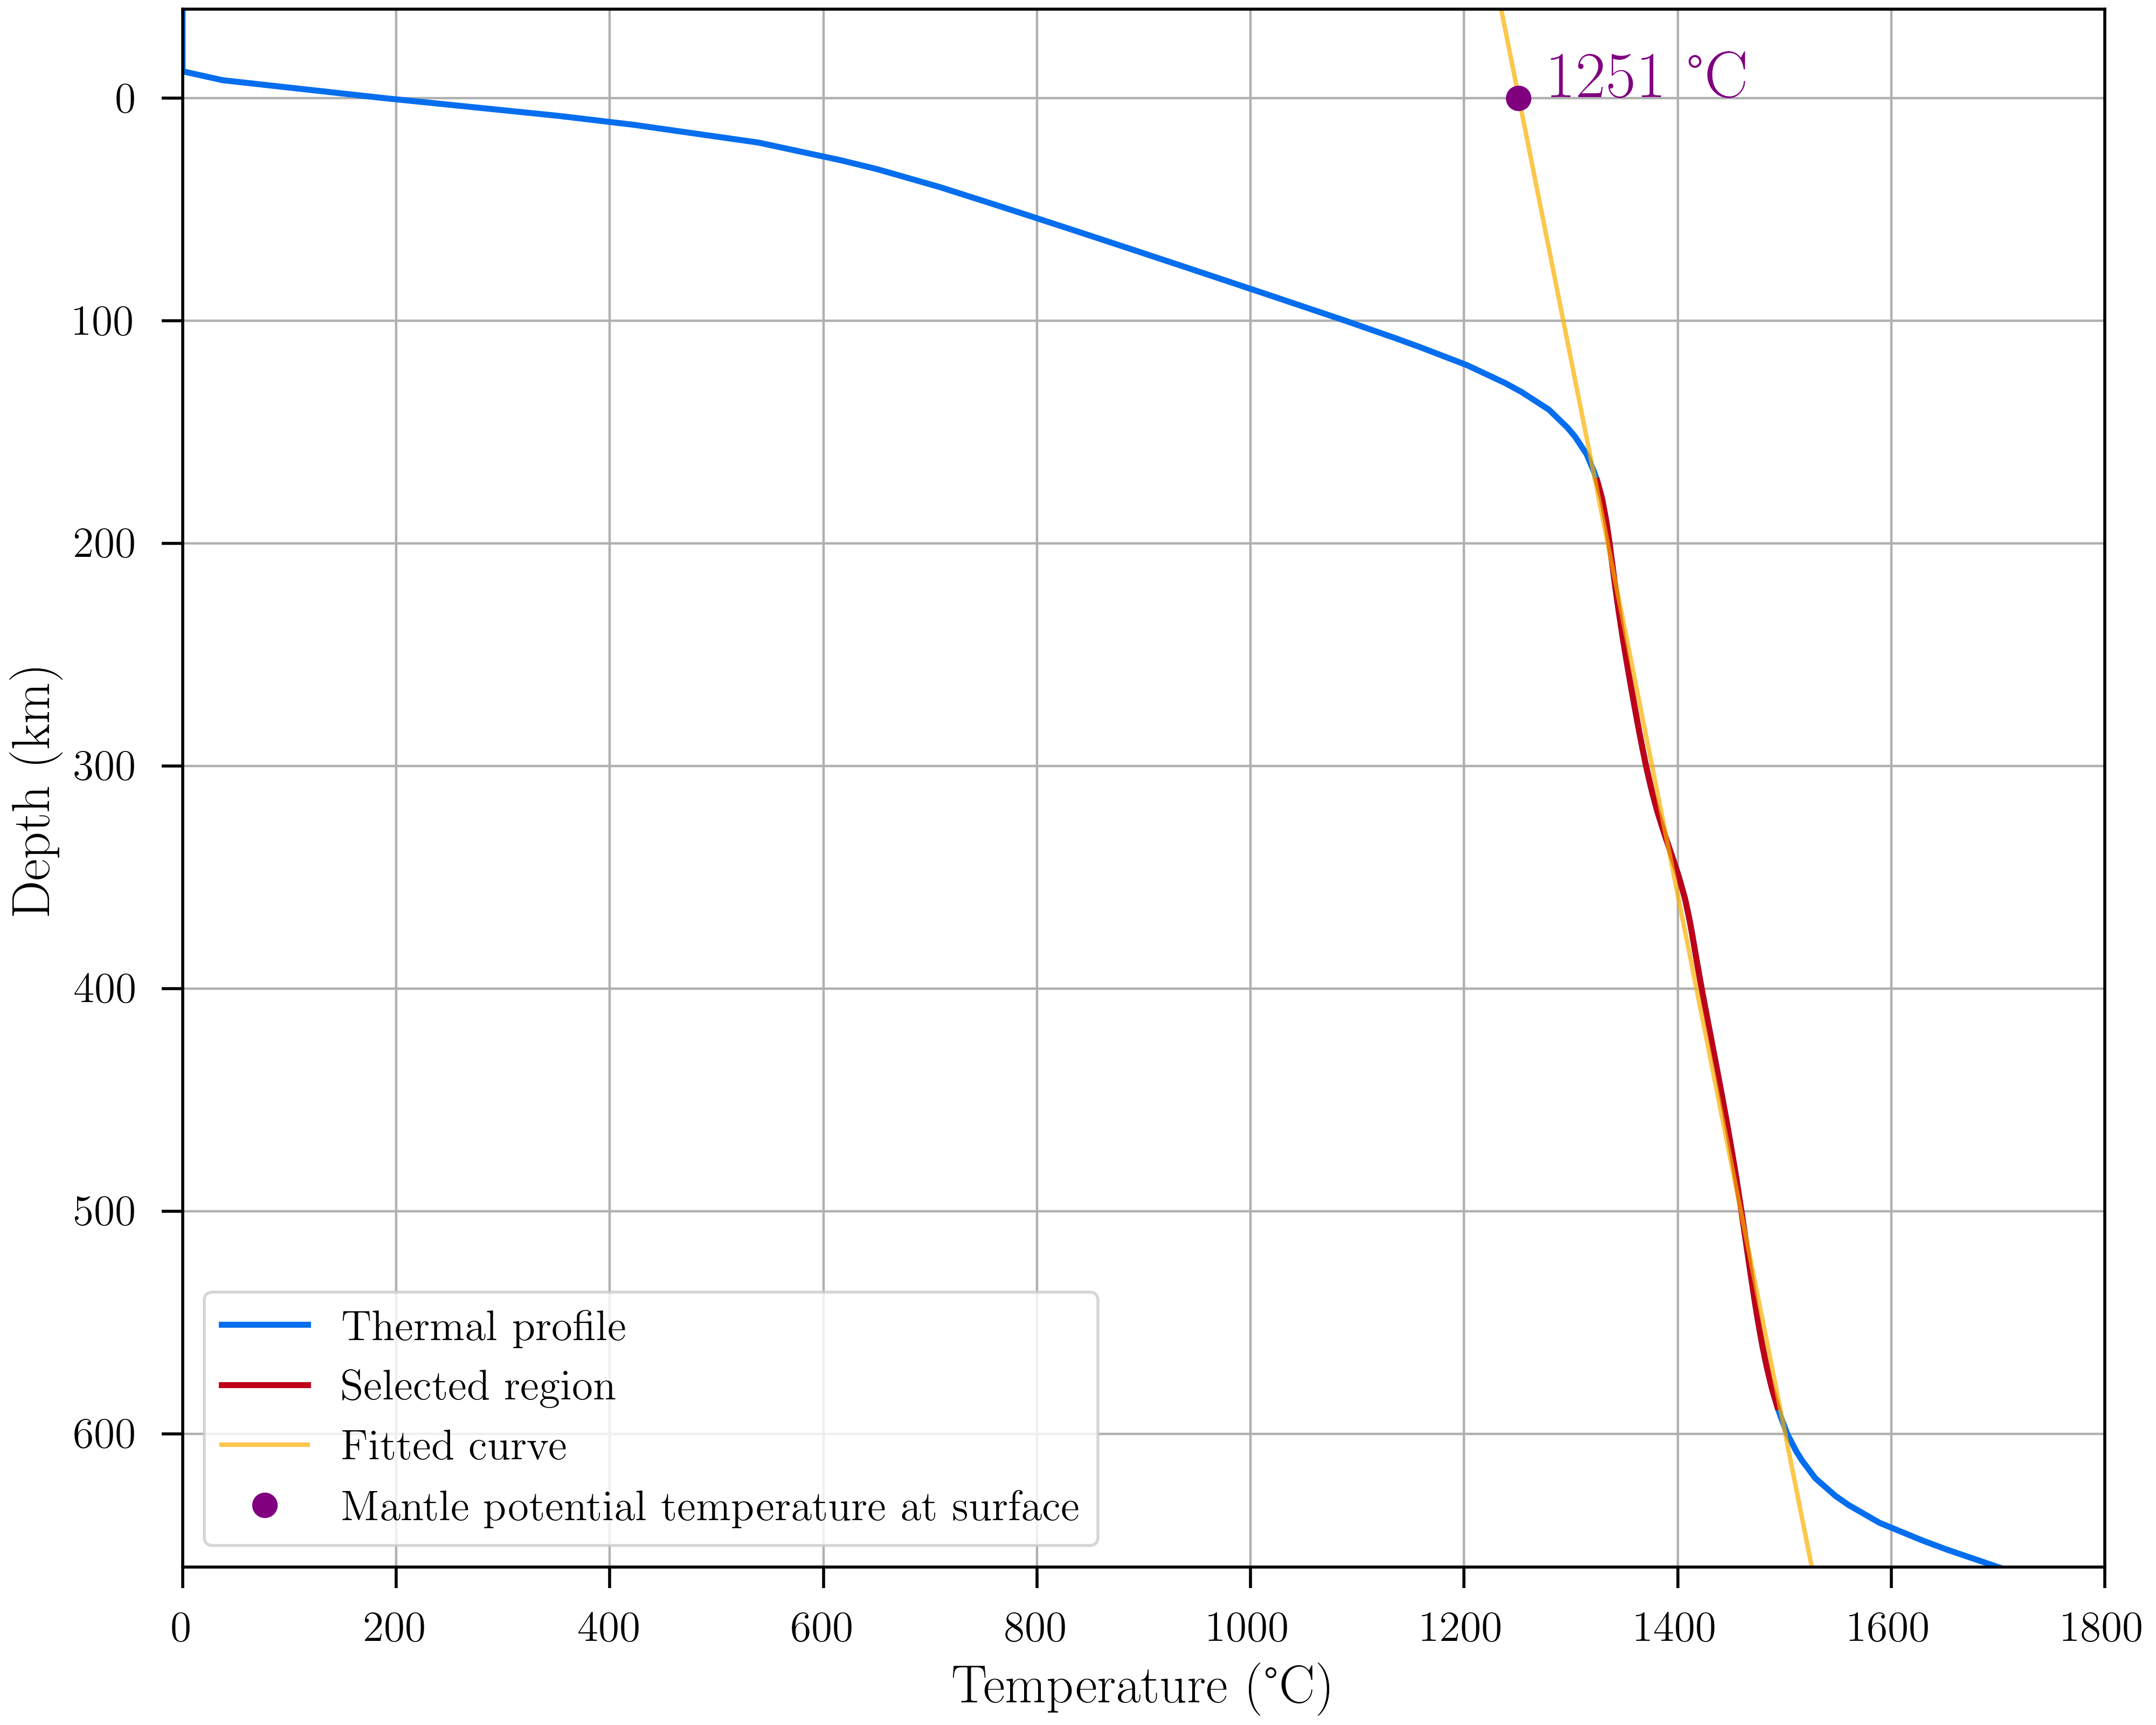 1251 °C
0
100
200
300
400
500
600
Depth (km)
Thermal profile
Selected region
Fitted curve
Mantle potential temperature at surface
0 200 400 600 800 1000 1200 1400 1600 1800
Temperature (°C)